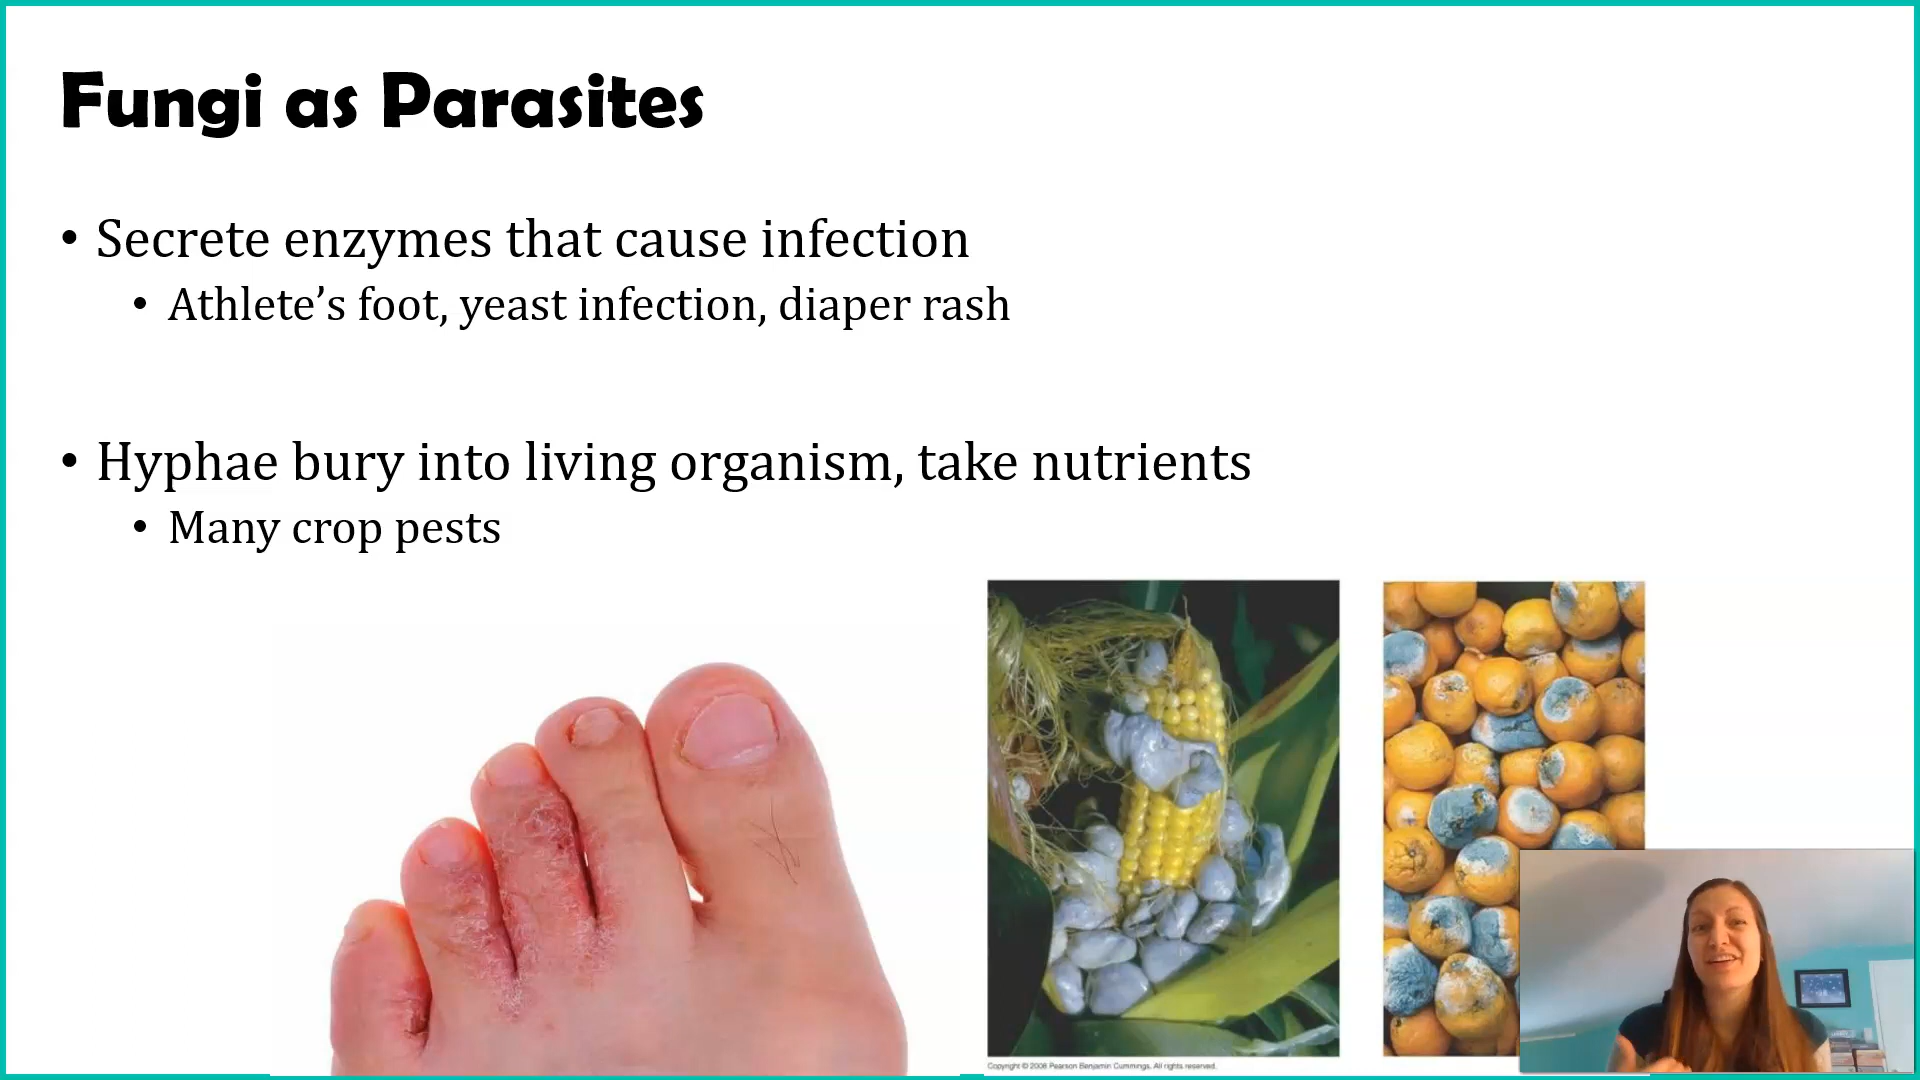 Fungi as Parasites
• Secrete enzymes that cause infection
• Athlete’s foot, yeast infection, diaper rash
• Hyphae bury into living organism, take nutrients
• Many crop pests
Copyright © 2008 Pearson Benjamin Cummings. All rights reserved.